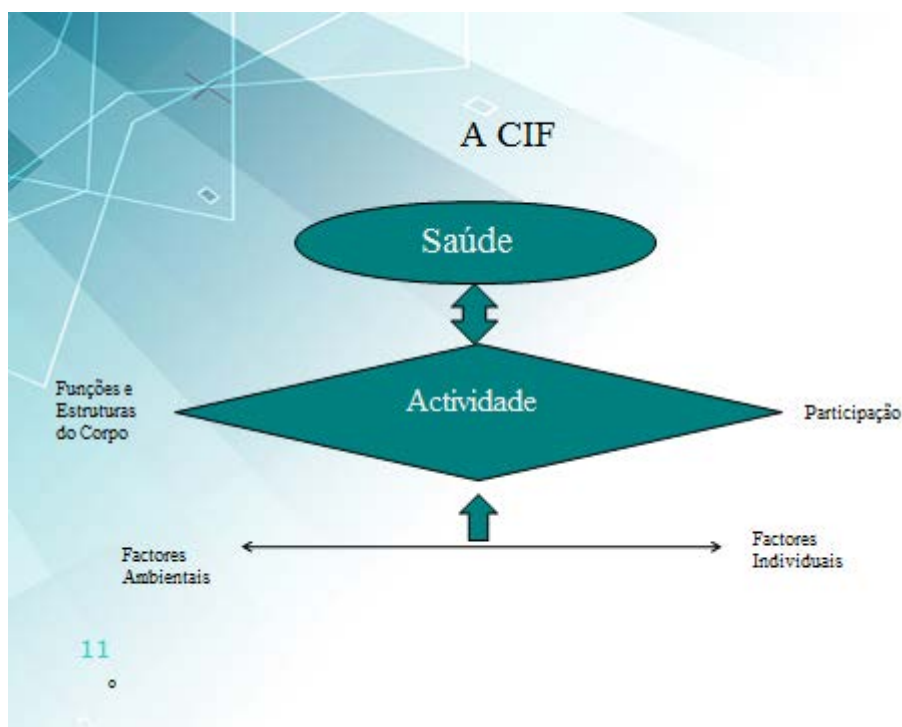 A CIF
Saúde
Funções e
Estruturas
do Corpo
Actividade
Participação
Factores
Ambientais
Factores
Individuais
11